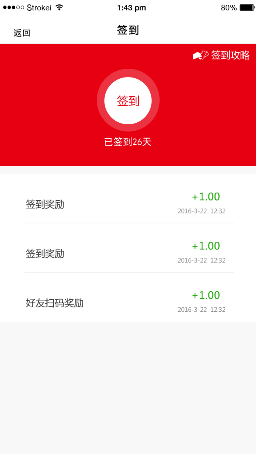 Strokei 1:43 pm 80%
返回 签到
签到攻略
签到
已签到26天
+1.00
签到奖励
2016-3-22 12:32
+1.00
签到奖励
2016-3-22 12:32
+1.00
好友扫码奖励
2016-3-22 12:32